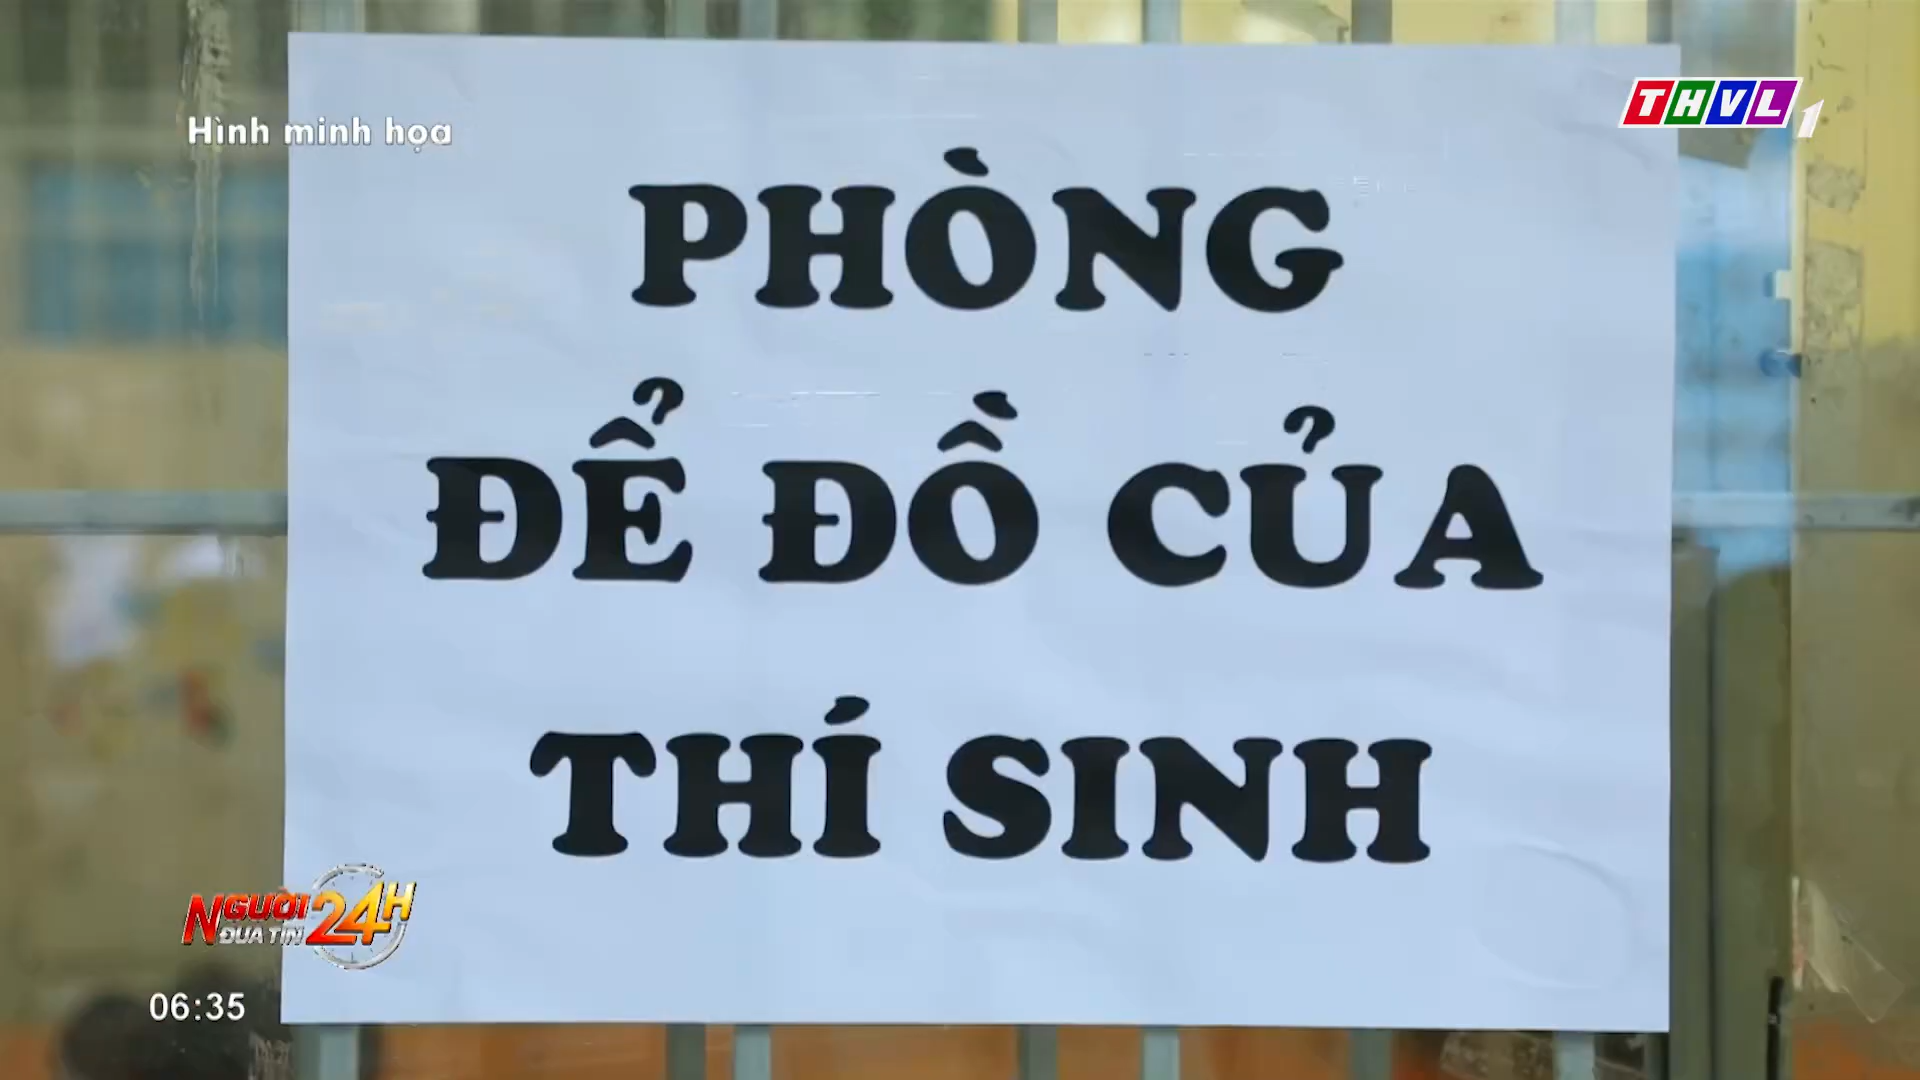 Hình minh họa
THVL1
PHÒNG
ĐỂ ĐỒ CỦA
THÍ SINH
NGƯỜI
ĐƯA TIN 24H
06:35